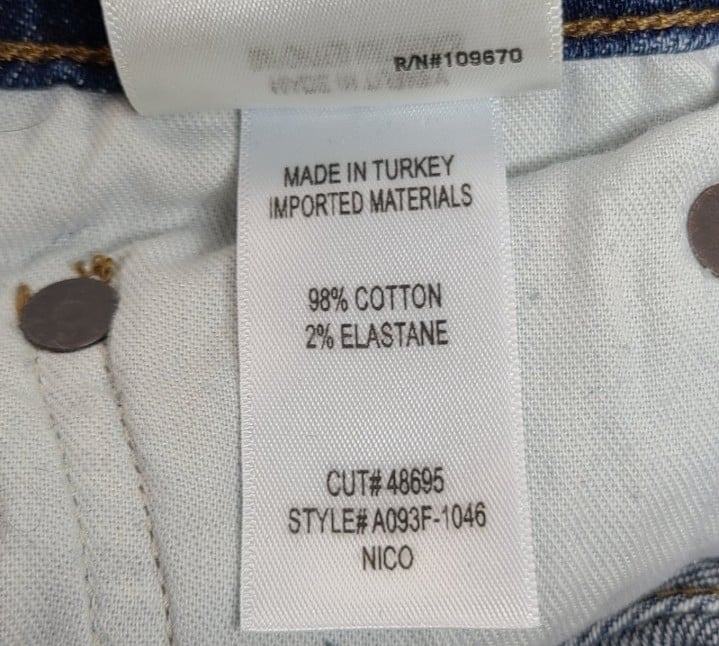 R/N#109670
MADE IN TURKEY
IMPORTED MATERIALS
98% COTTON
2% ELASTANE
CUT# 48695
STYLE# A093F-1046
NICO